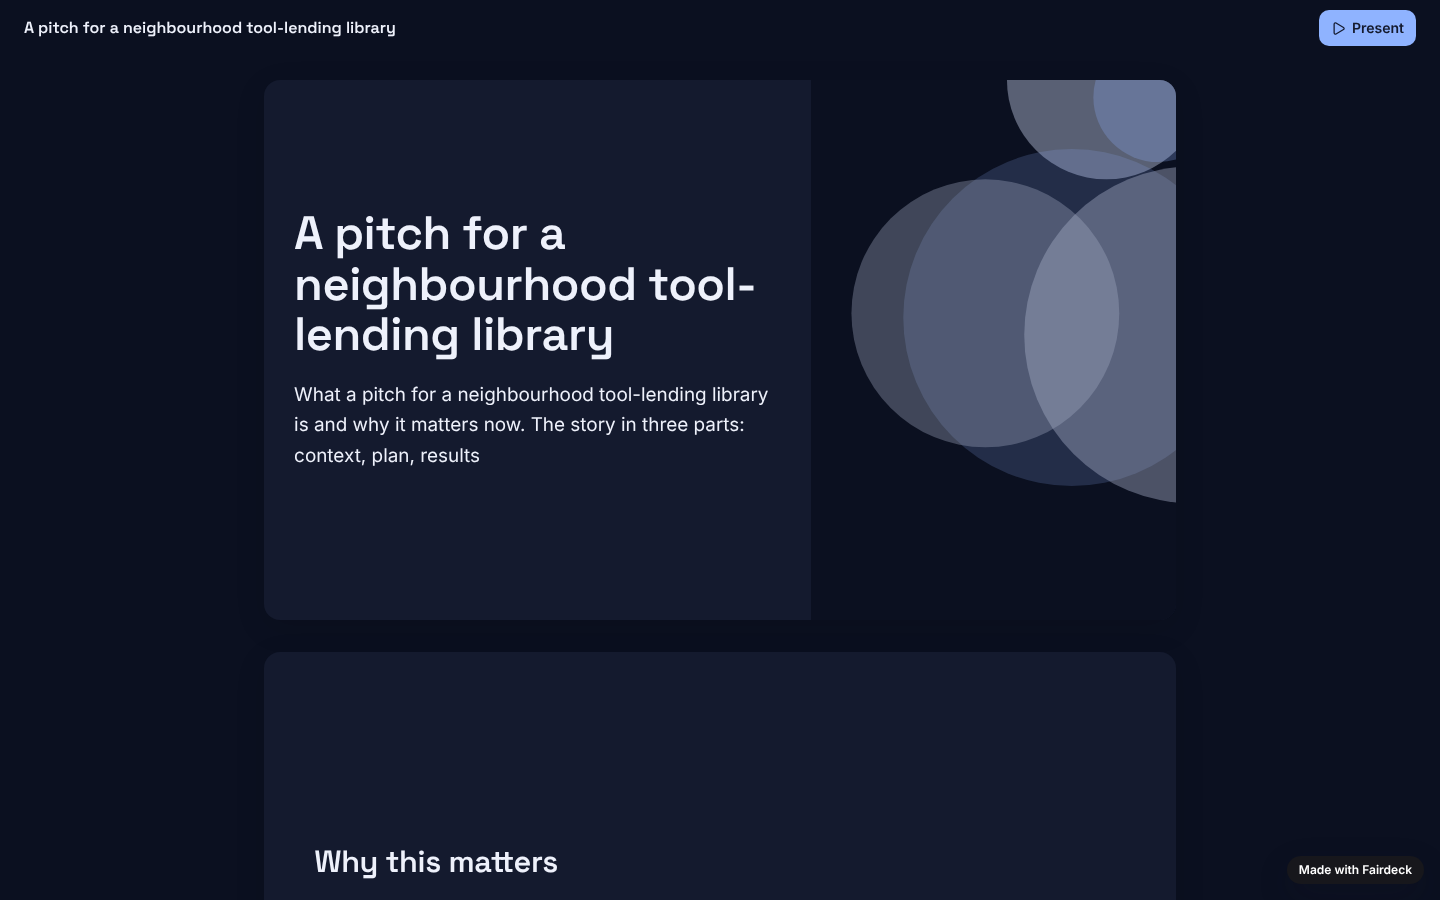 A pitch for a neighbourhood tool-lending library
Present
A pitch for a
neighbourhood tool-
lending library
What a pitch for a neighbourhood tool-lending library
is and why it matters now. The story in three parts:
context, plan, results
Why this matters
Made with Fairdeck